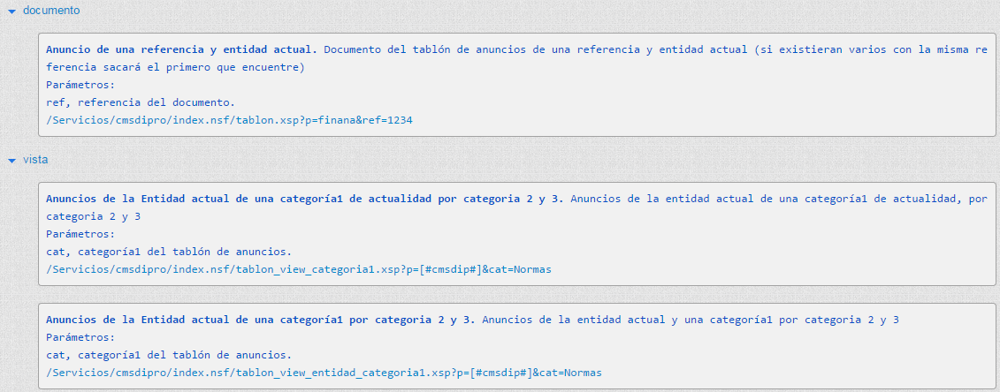 documento
Anuncio de una referencia y entidad actual. Documento del tablón de anuncios de una referencia y entidad actual (si existieran varios con la misma re
ferencia sacará el primero que encuentre)
Parámetros:
ref, referencia del documento.
/Servicios/cmsdipro/index.nsf/tablon.xsp?p=finana&ref=1234
vista
Anuncios de la Entidad actual de una categoría1 de actualidad por categoria 2 y 3. Anuncios de la entidad actual de una categoría1 de actualidad, por
categoria 2 y 3
Parámetros:
cat, categoría1 del tablón de anuncios.
/Servicios/cmsdipro/index.nsf/tablon_view_categoria1.xsp?p=[#cmsdip#]&cat=Normas
Anuncios de la Entidad actual de una categoría1 por categoria 2 y 3. Anuncios de la entidad actual y una categoría1 por categoria 2 y 3
Parámetros:
cat, categoría1 del tablón de anuncios.
/Servicios/cmsdipro/index.nsf/tablon_view_entidad_categoria1.xsp?p=[#cmsdip#]&cat=Normas